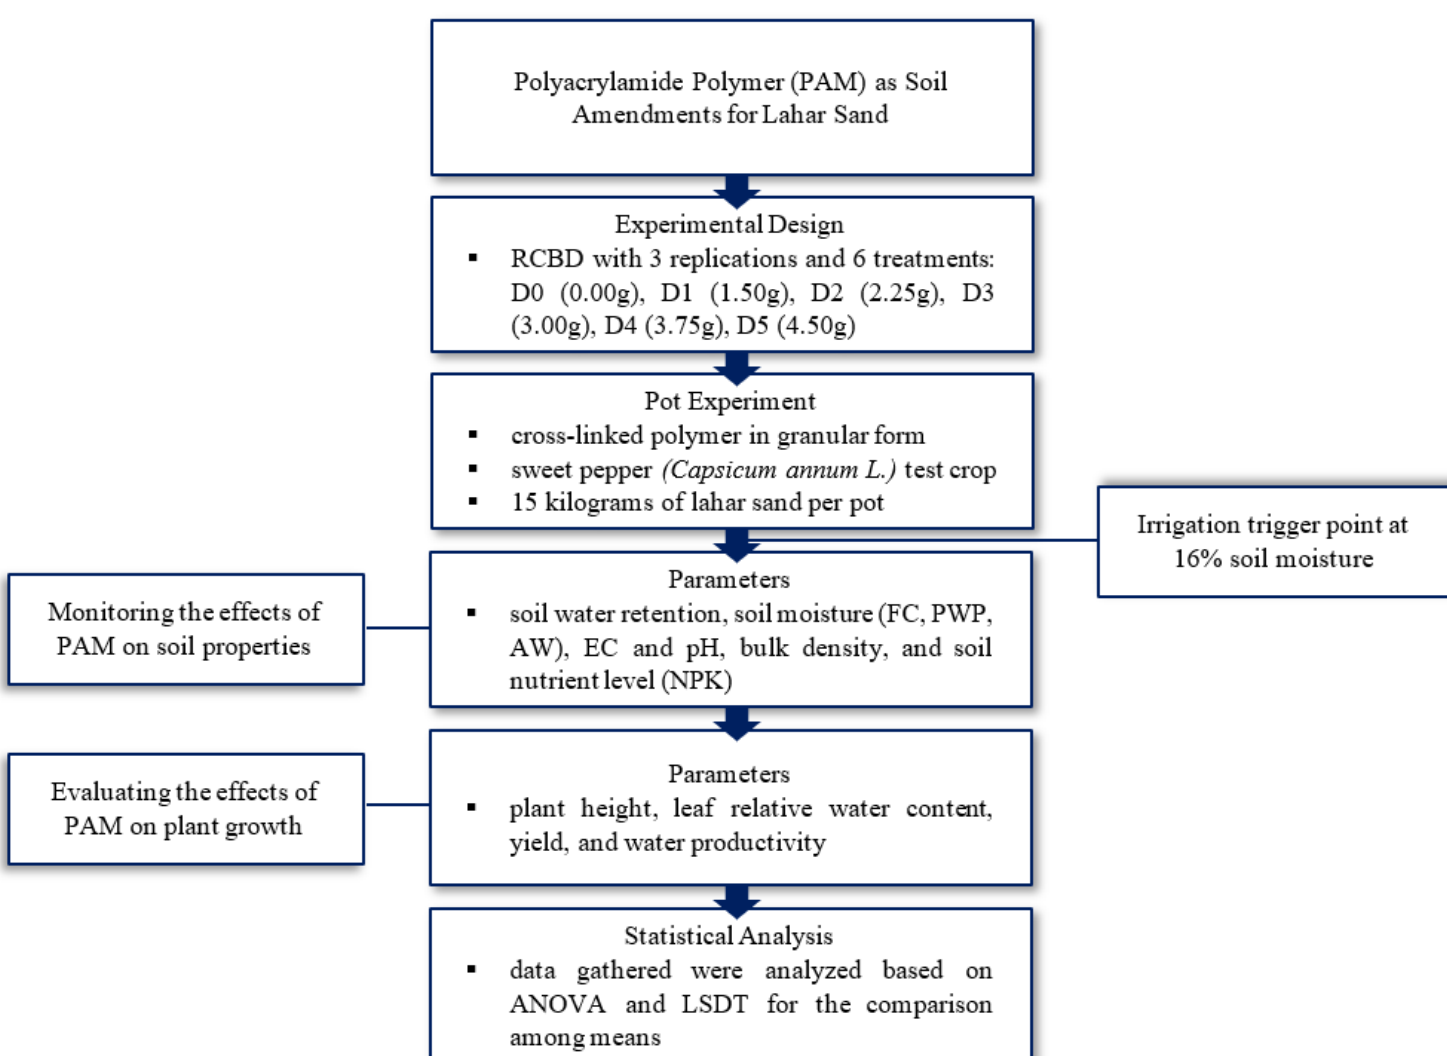 Polyacrylamide Polymer (PAM) as Soil
Amendments for Lahar Sand
Experimental Design
▪ RCBD with 3 replications and 6 treatments:
D0 (0.00g), D1 (1.50g), D2 (2.25g), D3
(3.00g), D4 (3.75g), D5 (4.50g)
Pot Experiment
▪ cross-linked polymer in granular form
▪ sweet pepper (Capsicum annum L.) test crop
▪ 15 kilograms of lahar sand per pot
Irrigation trigger point at
16% soil moisture
Monitoring the effects of
PAM on soil properties
Parameters
▪ soil water retention, soil moisture (FC, PWP,
AW), EC and pH, bulk density, and soil
nutrient level (NPK)
Evaluating the effects of
PAM on plant growth
Parameters
▪ plant height, leaf relative water content,
yield, and water productivity
Statistical Analysis
▪ data gathered were analyzed based on
ANOVA and LSDT for the comparison
among means